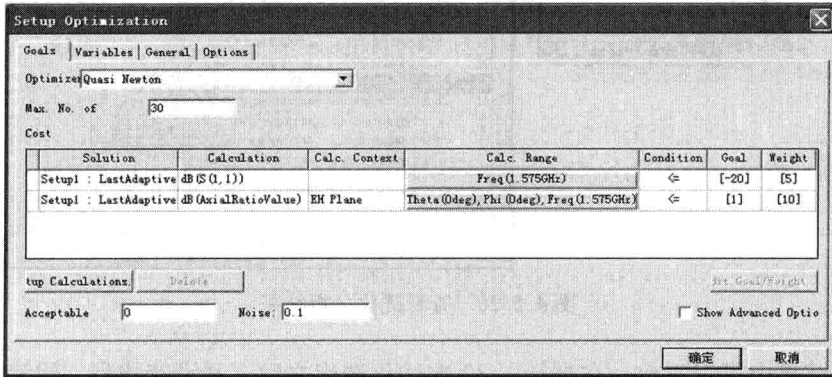 Setup Optimization
Goals Variables General Options
Optimizer Quasi Newton
Max. No. of 30
Cost
Solution Calculation Calc. Context Calc. Range Condition Goal Weight
Setup1 : LastAdaptive dB(S(1,1)) Freq(1.575GHz) <= [-20] [5]
Setup1 : LastAdaptive dB(AxialRatioValue) EH Plane Theta(0deg), Phi(0deg), Freq(1.575GHz) <= [1] [10]
tup Calculations. Delete Set Goal/Weight
Acceptable 0 Noise: 0.1 Show Advanced Optio
确定 取消